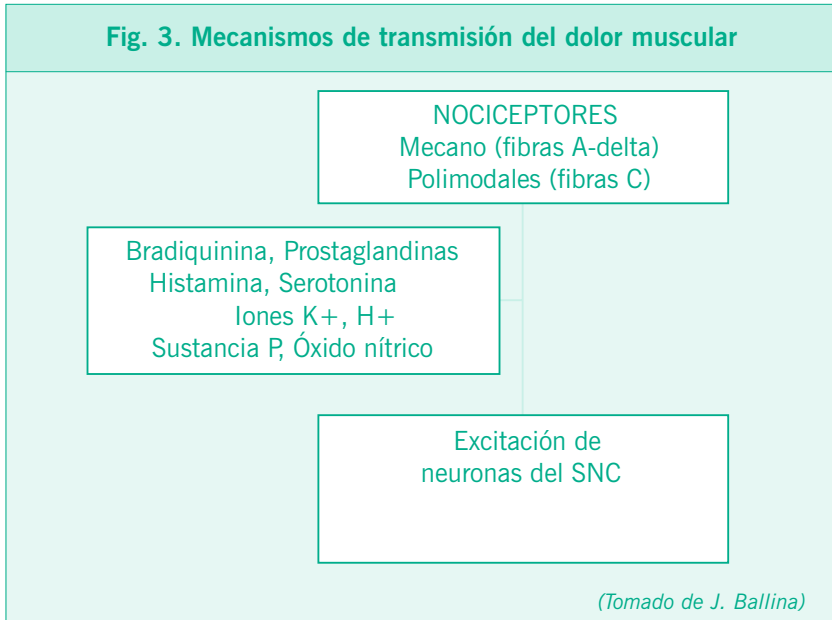 Fig. 3. Mecanismos de transmisión del dolor muscular
NOCICEPTORES
Mecano (fibras A-delta)
Polimodales (fibras C)
Bradiquinina, Prostaglandinas
Histamina, Serotonina
Iones K+, H+
Sustancia P, Óxido nítrico
Excitación de
neuronas del SNC
(Tomado de J. Ballina)